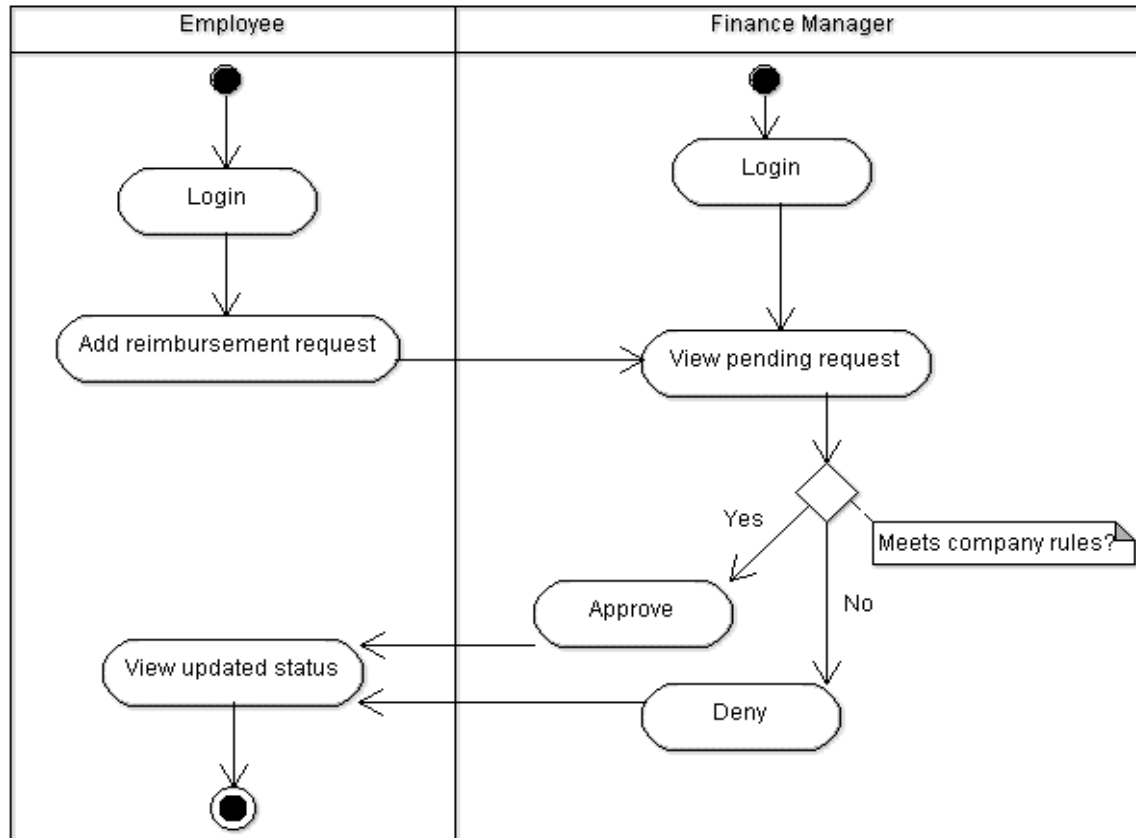 Employee
Finance Manager
Login
Login
Add reimbursement request
View pending request
Yes
Meets company rules?
Approve
No
View updated status
Deny